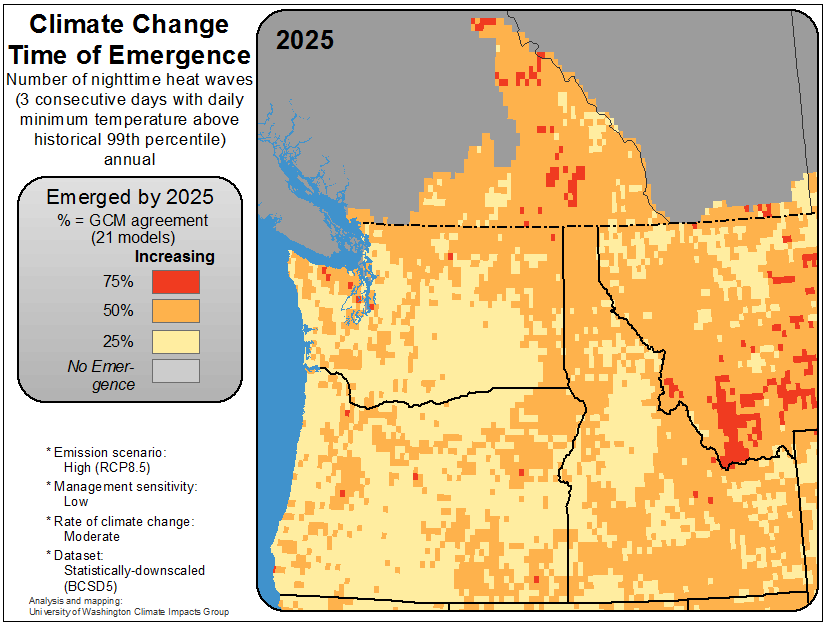 Climate Change
Time of Emergence
Number of nighttime heat waves
(3 consecutive days with daily
minimum temperature above
historical 99th percentile)
annual
Emerged by 2025
% = GCM agreement
(21 models)
Increasing
75%
50%
25%
No Emer-
gence
* Emission scenario:
High (RCP8.5)
* Management sensitivity:
Low
* Rate of climate change:
Moderate
* Dataset:
Statistically-downscaled
(BCSD5)
Analysis and mapping:
University of Washington Climate Impacts Group
2025